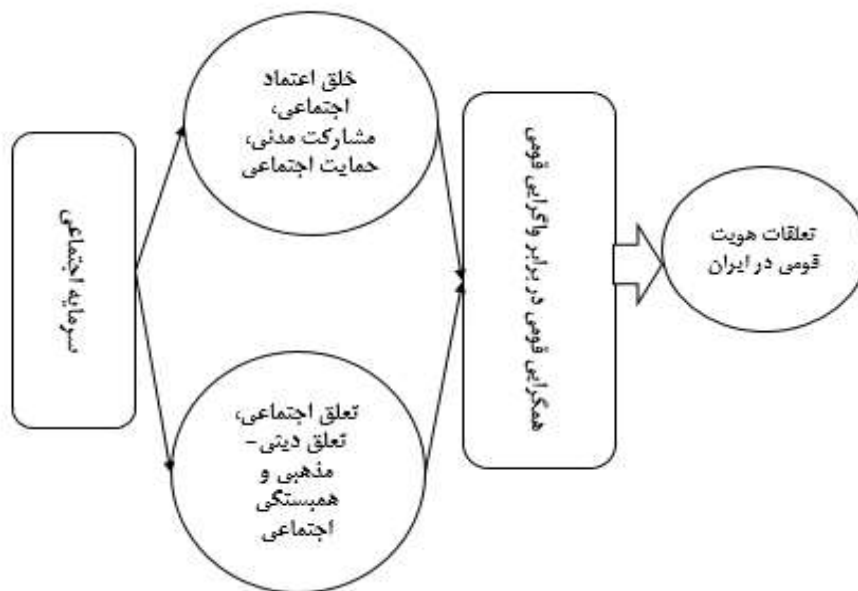 سرمایه اجتماعی
خلق اعتماد
اجتماعی،
مشارکت مدنی،
حمایت اجتماعی
تعلق اجتماعی،
تعلق دینی-
مذهبی و
همبستگی
اجتماعی
همگرایی قومی در برابر واگرایی قومی
تعلقات هویت
قومی در ایران